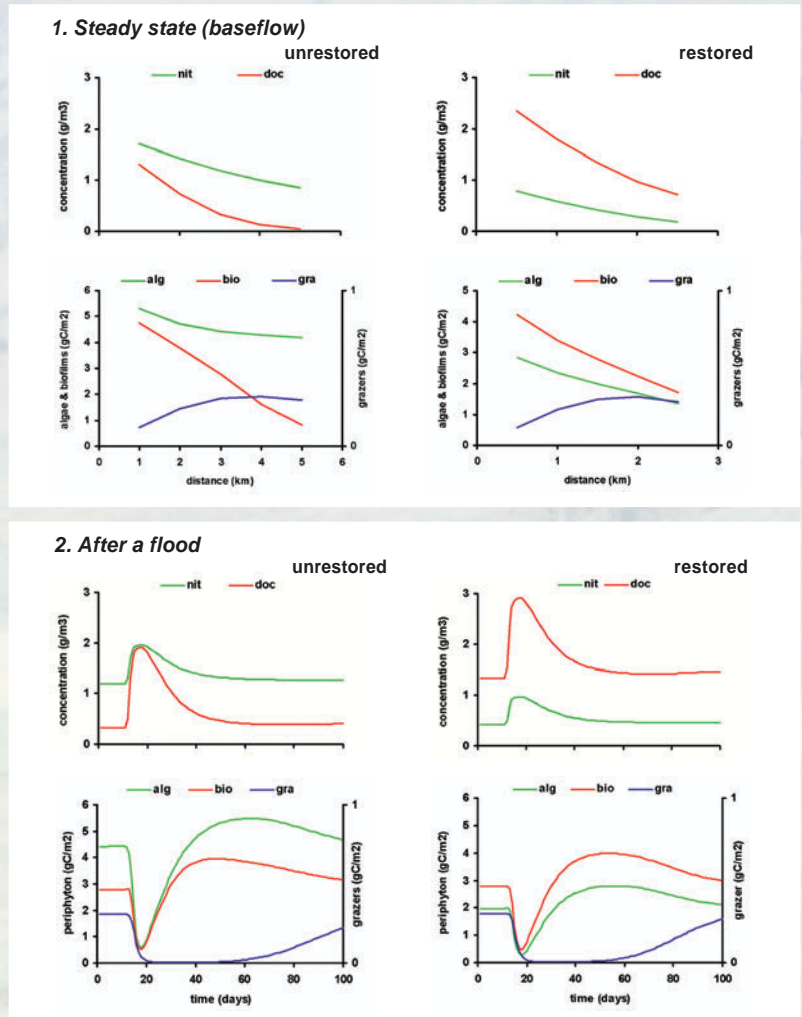 1. Steady state (baseflow)
unrestored
restored
nit doc
concentration (g/m3)
3
2
1
0
nit doc
concentration (g/m3)
3
2
1
0
alg bio gra
algae & biofilms (gC/m2)
6
5
4
3
2
1
0
1
0
grazers (gC/m2)
0 1 2 3 4 5 6
distance (km)
alg bio gra
algae & biofilms (gC/m2)
5
4
3
2
1
0
1
0
grazers (gC/m2)
0 1 2 3
distance (km)
2. After a flood
unrestored
restored
nit doc
concentration (g/m3)
3
2
1
0
nit doc
concentration (g/m3)
3
2
1
0
alg bio gra
periphyton (gC/m2)
6
5
4
3
2
1
0
1
0
grazers (gC/m2)
0 20 40 60 80 100
time (days)
alg bio gra
periphyton (gC/m2)
6
5
4
3
2
1
0
1
0
grazer (gC/m2)
0 20 40 60 80 100
time (days)